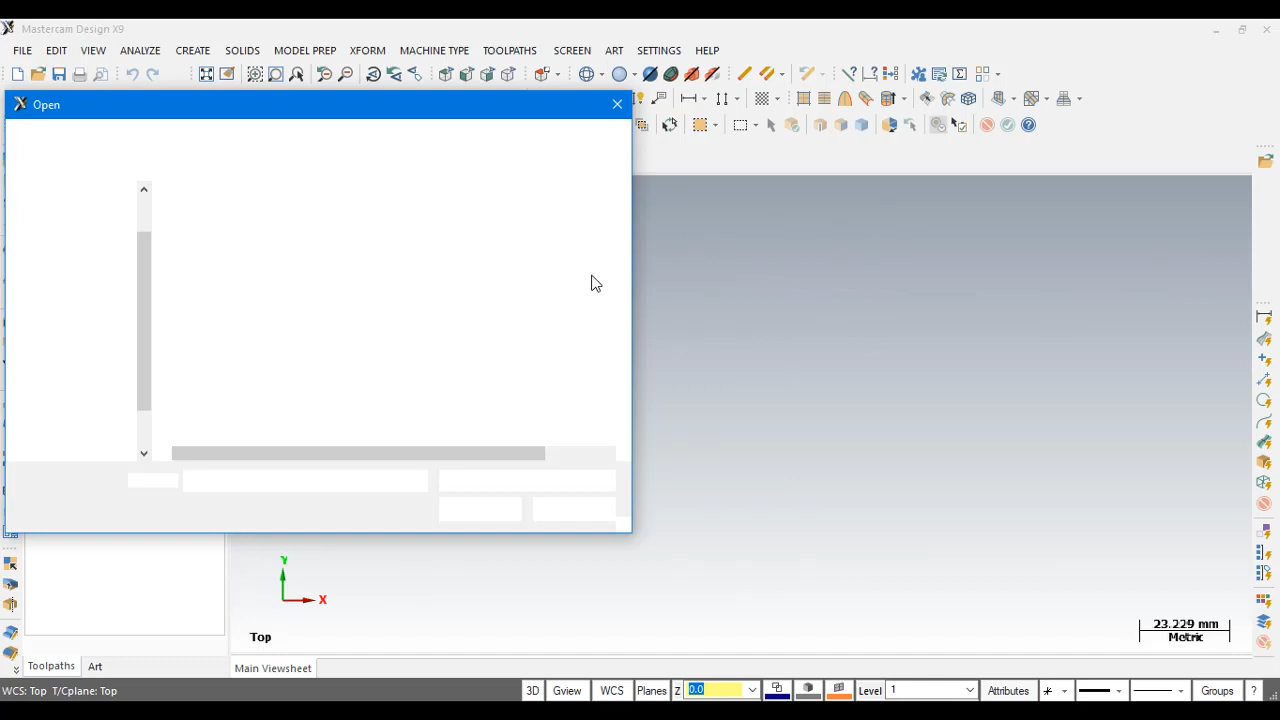 Mastercam Design X9
FILE EDIT VIEW ANALYZE CREATE SOLIDS MODEL PREP XFORM MACHINE TYPE TOOLPATHS SCREEN ART SETTINGS HELP
Open
Y
X
Top
23.229 mm
Metric
Toolpaths Art
Main Viewsheet
WCS: Top T/Cplane: Top
3D Gview WCS Planes Z 0.0 Level 1 Attributes Groups ?